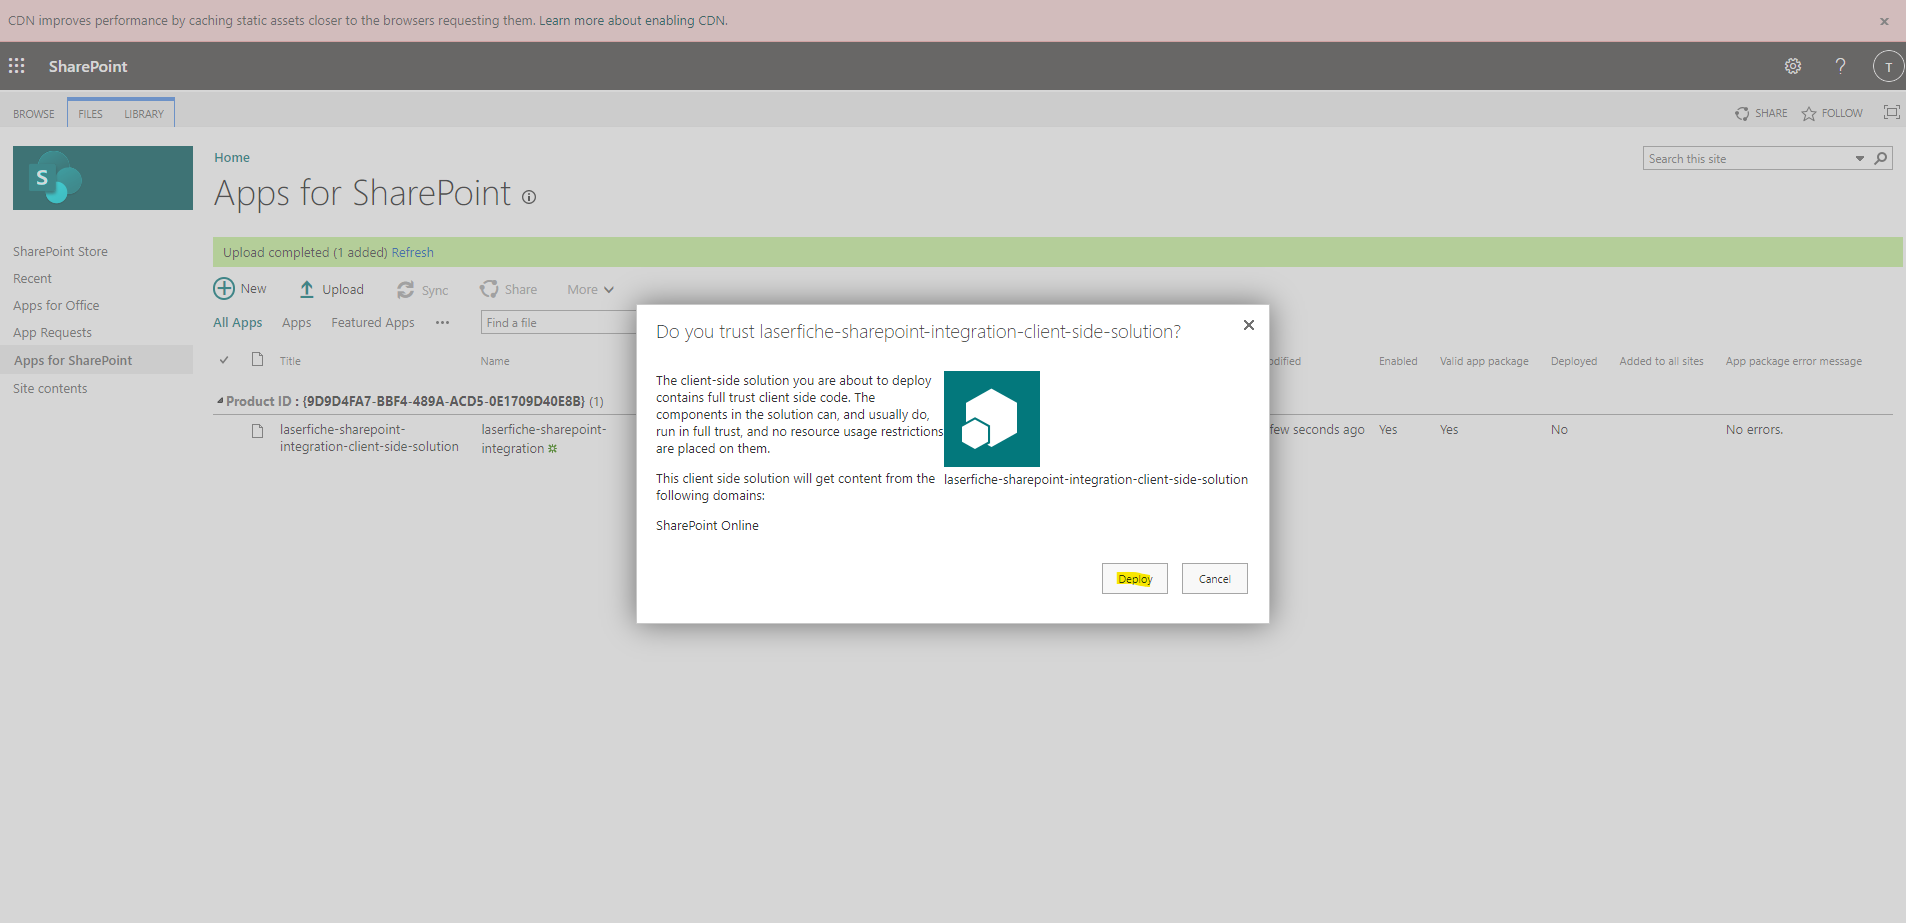 CDN improves performance by caching static assets closer to the browsers requesting them. Learn more about enabling CDN.
SharePoint
T
BROWSE FILES LIBRARY SHARE FOLLOW
S
Home
Search this site
Apps for SharePoint
SharePoint Store
Recent
Apps for Office
App Requests
Apps for SharePoint
Site contents
Upload completed (1 added) Refresh
New Upload Sync Share More
All Apps Apps Featured Apps ••• Find a file
Title Name odified Enabled Valid app package Deployed Added to all sites App package error message
Product ID : {9D9D4FA7-BBF4-489A-ACD5-0E1709D40E8B} (1)
laserfiche-sharepoint-
integration-client-side-solution
laserfiche-sharepoint-
integration
few seconds ago Yes Yes No No errors.
Do you trust laserfiche-sharepoint-integration-client-side-solution?
The client-side solution you are about to deploy
contains full trust client side code. The
components in the solution can, and usually do,
run in full trust, and no resource usage restrictions
are placed on them.
This client side solution will get content from the
following domains:
SharePoint Online
laserfiche-sharepoint-integration-client-side-solution
Deploy Cancel